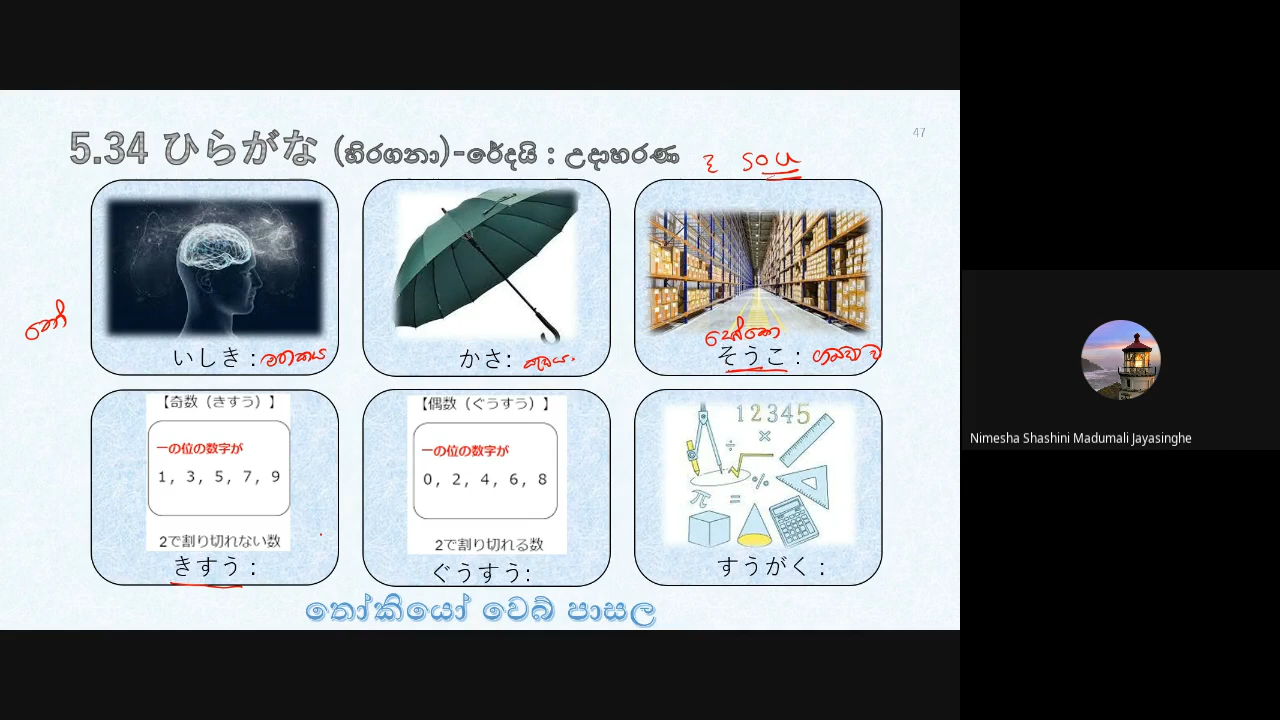 47
5.34 ひらがな (හිරගනා)-රේදයි : උදාහරණ
sou
いしき : මතකය
かさ: කුඩය.
そうこ : ගබඩාව
【奇数（きすう）】
一の位の数字が
1, 3, 5, 7, 9
2で割り切れない数
きすう :
【偶数（ぐうすう）】
一の位の数字が
0, 2, 4, 6, 8
2で割り切れる数
ぐうすう:
12345
÷ ×
π = %
すうがく :
තෝකියෝ වෙබ් පාසල
Nimesha Shashini Madumali Jayasinghe